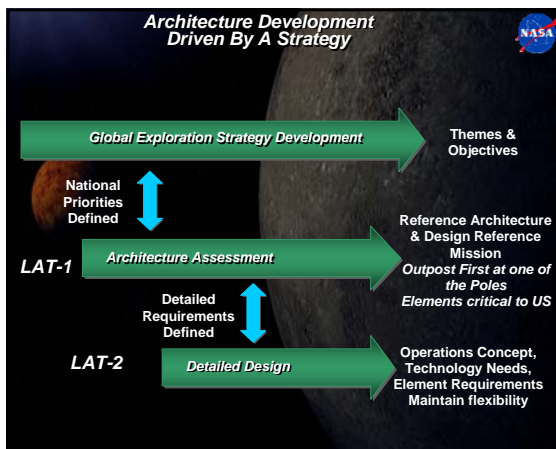 Architecture Development
Driven By A Strategy
NASA
Global Exploration Strategy Development
Themes &
Objectives
National
Priorities
Defined
LAT-1
Architecture Assessment
Reference Architecture
& Design Reference
Mission
Outpost First at one of
the Poles
Elements critical to US
Detailed
Requirements
Defined
LAT-2
Detailed Design
Operations Concept,
Technology Needs,
Element Requirements
Maintain flexibility